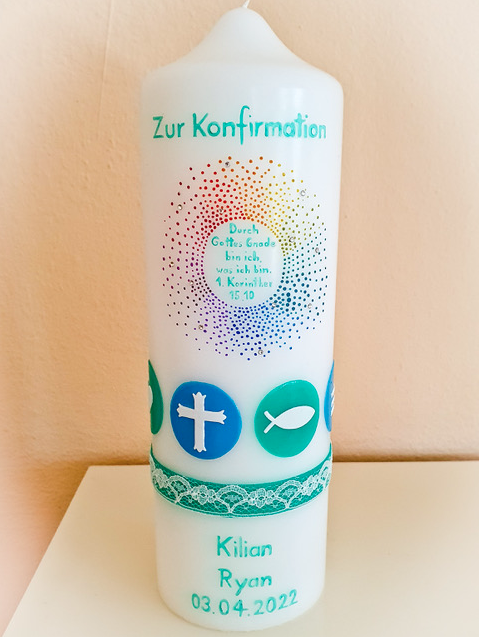 Zur Konfirmation
Durch
Gottes Gnade
bin ich,
was ich bin.
1. Korinther
15,10
Kilian
Ryan
03.04.2022